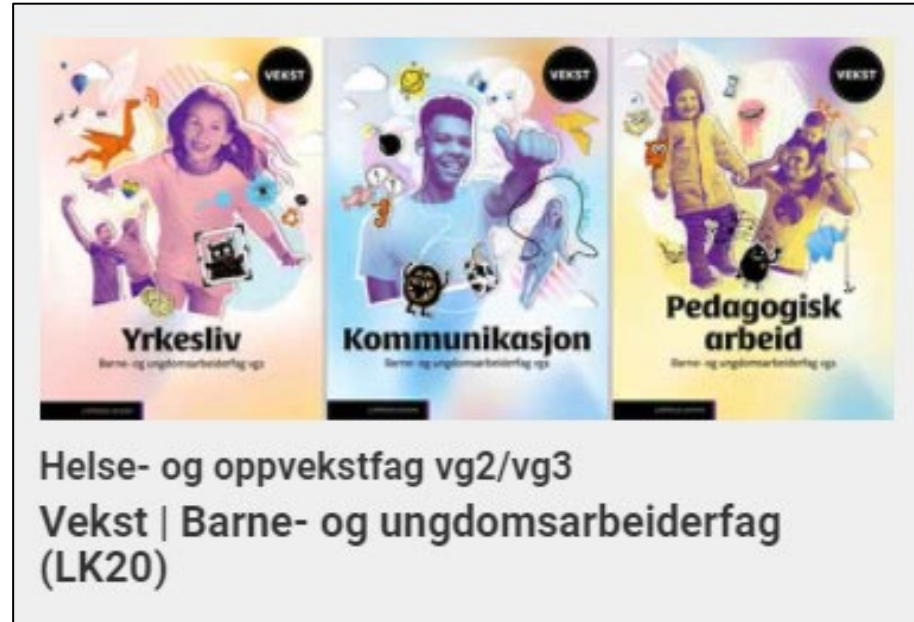 VEKST
Yrkesliv
Barne- og ungdomsarbeiderfag vg2
VEKST
Kommunikasjon
Barne- og ungdomsarbeiderfag vg2
VEKST
Pedagogisk
arbeid
Barne- og ungdomsarbeiderfag vg2
Helse- og oppvekstfag vg2/vg3
Vekst | Barne- og ungdomsarbeiderfag
(LK20)